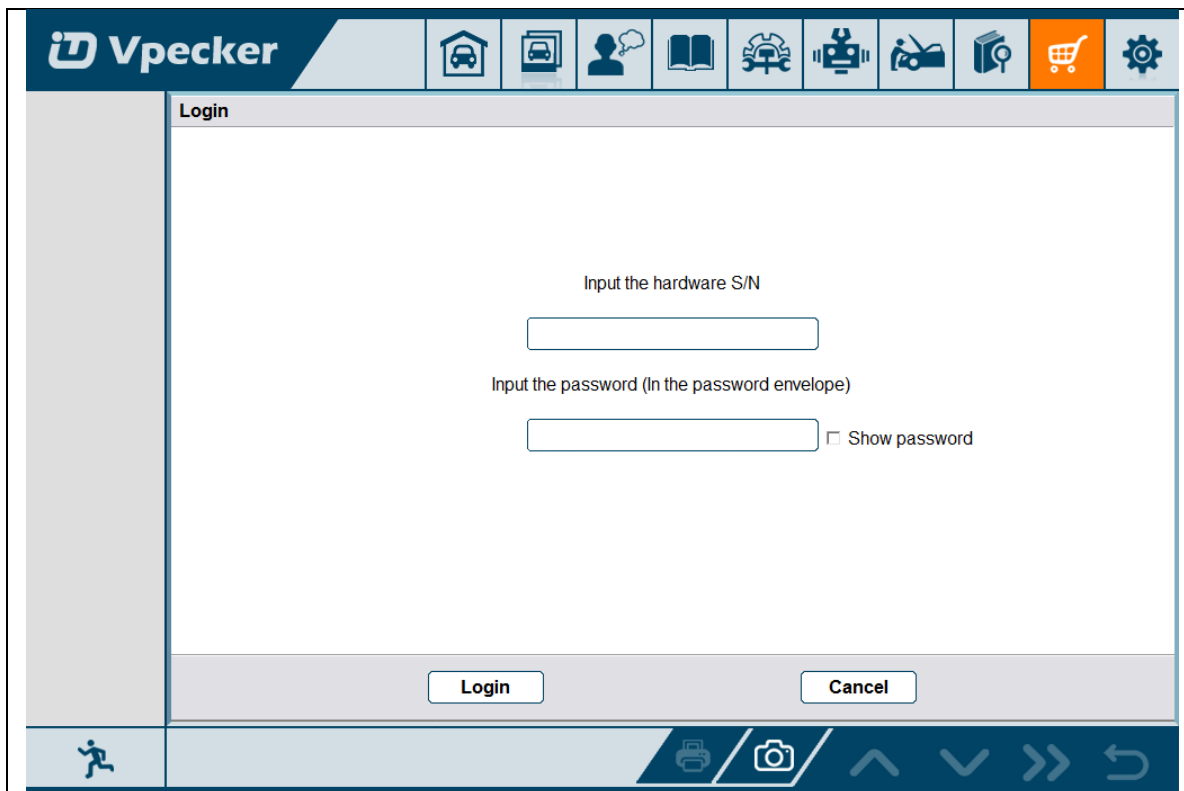 Vpecker
Login
Input the hardware S/N
Input the password (In the password envelope)
Show password
Login Cancel